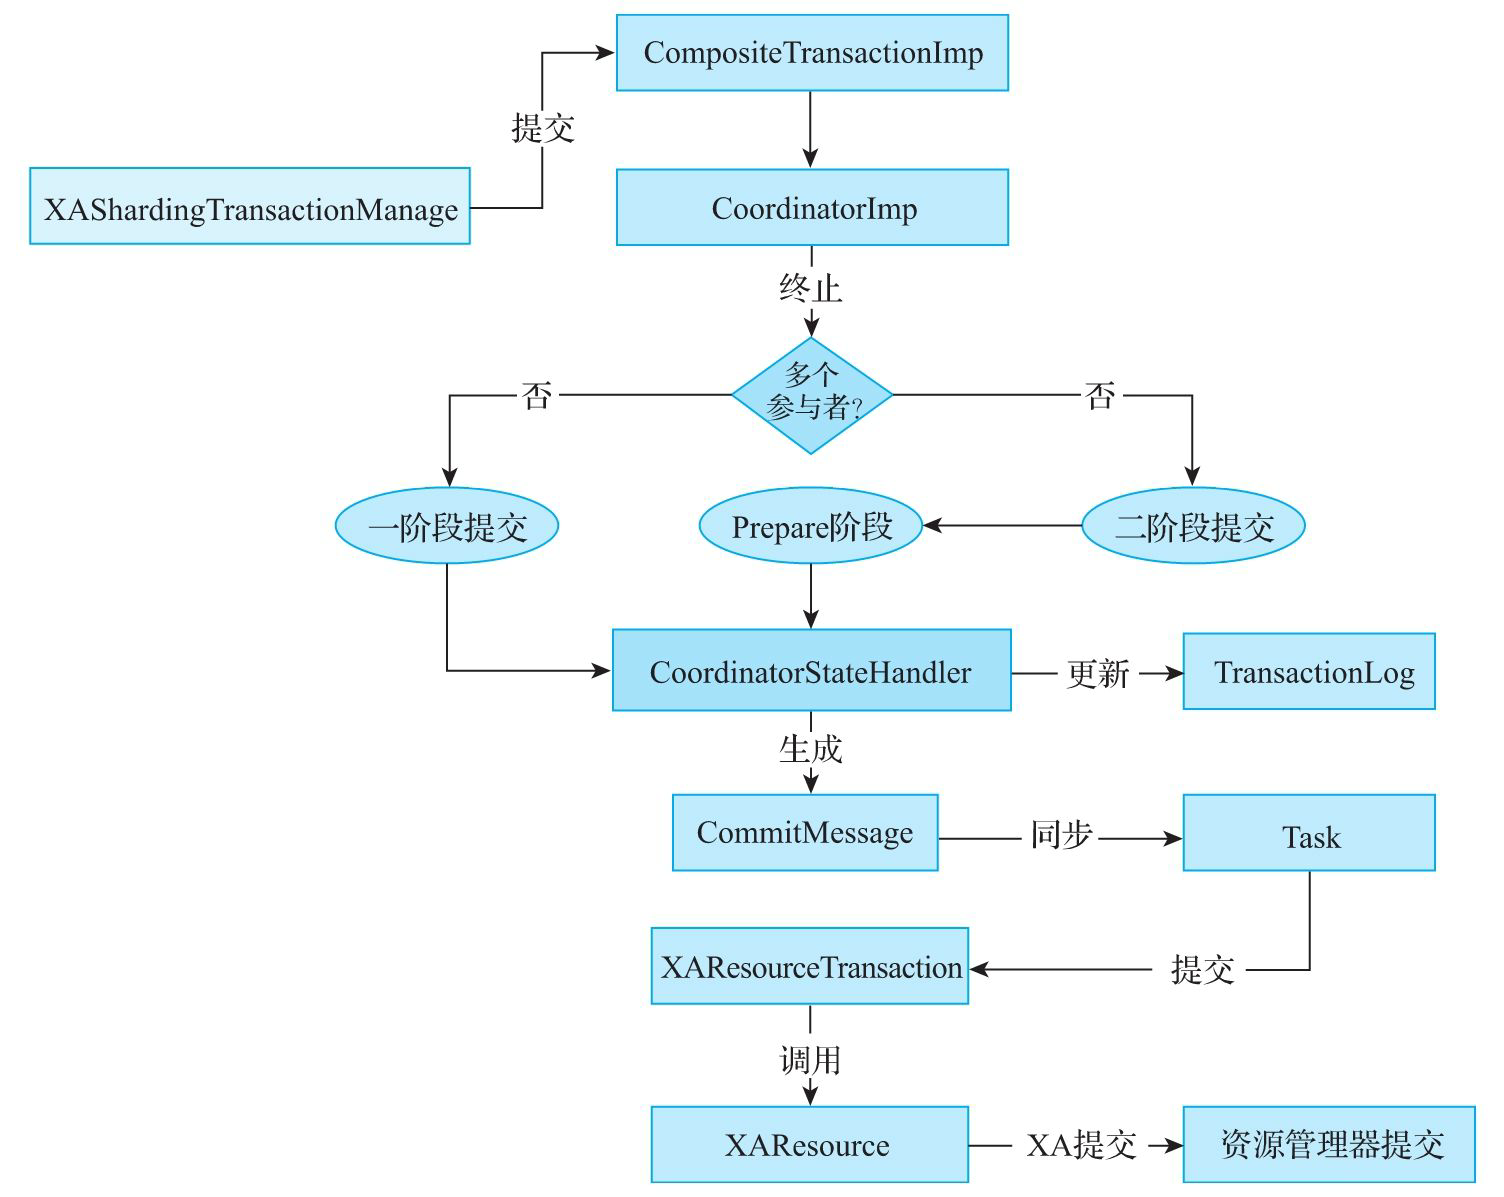 CompositeTransactionImp
提交
XAShardingTransactionManage
CoordinatorImp
终止
多个
参与者?
否
否
一阶段提交
Prepare阶段
二阶段提交
CoordinatorStateHandler
更新
TransactionLog
生成
CommitMessage
同步
Task
XAResourceTransaction
提交
调用
XAResource
XA提交
资源管理器提交